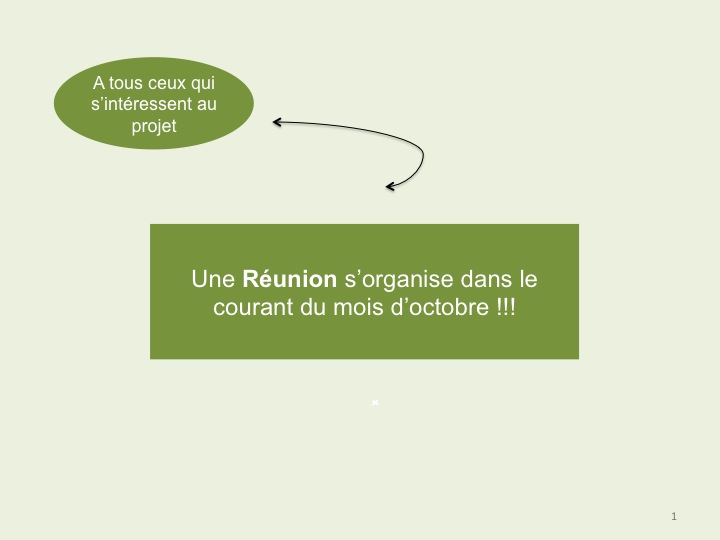 A tous ceux qui
s’intéressent au
projet
Une Réunion s’organise dans le
courant du mois d’octobre !!!
1